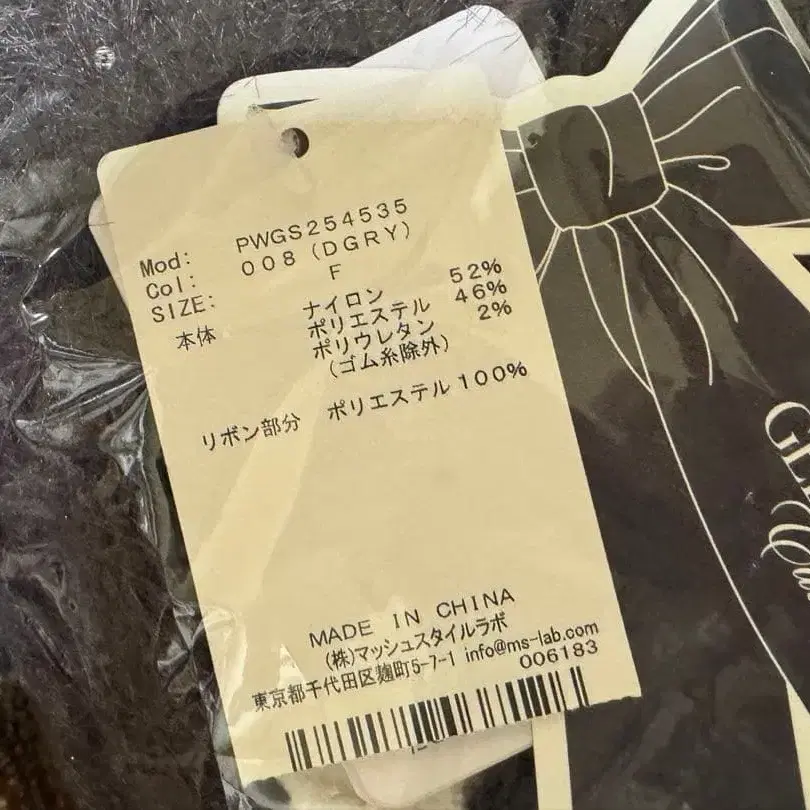 Mod: PWGS254535
Col: 008(DGRY)
SIZE: F
本体 ナイロン 52%
ポリエステル 46%
ポリウレタン 2%
(ゴム糸除外)
リボン部分 ポリエステル100%
MADE IN CHINA
(株)マッシュスタイルラボ
東京都千代田区麹町5-7-1 info@ms-lab.com
006183